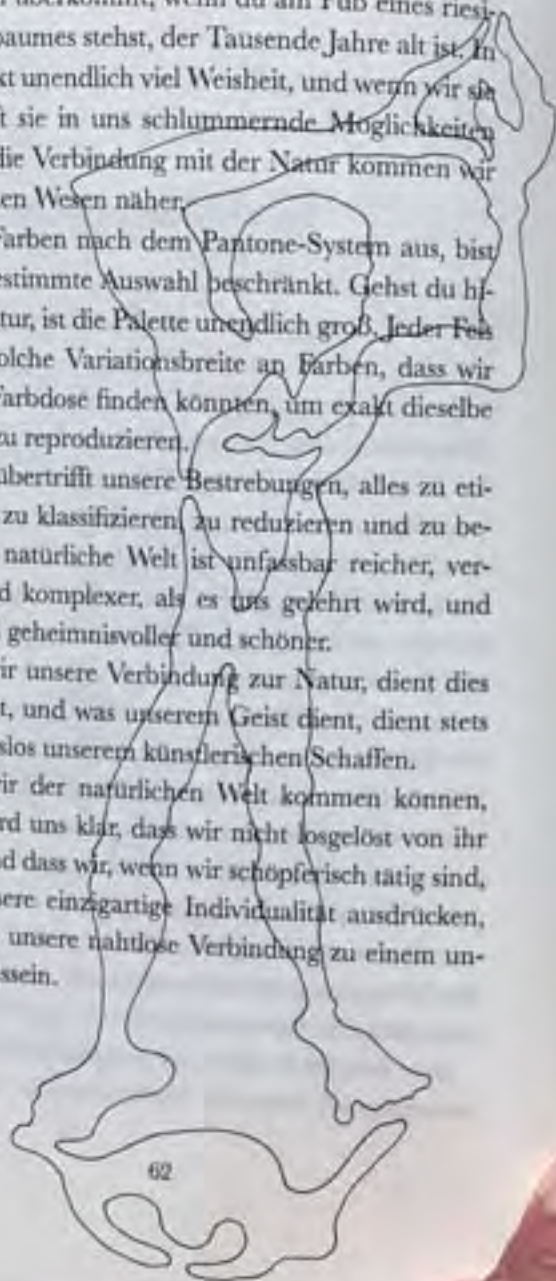 überkommt, wenn du am Fuß eines riesi-
baumes stehst, der Tausende Jahre alt ist. In
kt unendlich viel Weisheit, und wenn wir sie
t sie in uns schlummernde Möglichkeiten
die Verbindung mit der Natur kommen wir
en Wesen näher.
Farben nach dem Pantone-System aus, bist
estimmte Auswahl beschränkt. Gehst du hi-
tur, ist die Palette unendlich groß. Jeder Fels
olche Variationsbreite an Farben, dass wir
Farbdose finden könnten, um exakt dieselbe
zu reproduzieren.
übertrifft unsere Bestrebungen, alles zu eti-
zu klassifizieren, zu reduzieren und zu be-
natürliche Welt ist unfassbar reicher, ver-
d komplexer, als es uns gelehrt wird, und
geheimnisvoller und schöner.
ir unsere Verbindung zur Natur, dient dies
t, und was unserem Geist dient, dient stets
slos unserem künstlerischen Schaffen.
ir der natürlichen Welt kommen können,
rd uns klar, dass wir nicht losgelöst von ihr
nd dass wir, wenn wir schöpferisch tätig sind,
sere einzigartige Individualität ausdrücken,
unsere nahtlose Verbindung zu einem un-
ssein.
62